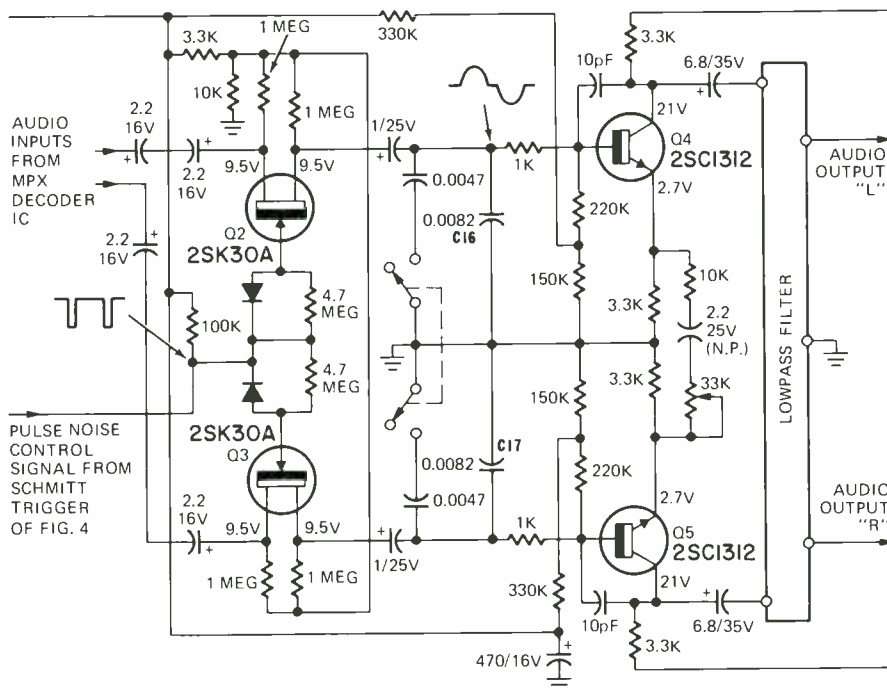 330K
3.3K
1 MEG
3.3K
10pF
6.8/35V
+
10K
1 MEG
21V
Q4
2SC1312
2.2
16V
+
+
2.2
16V
9.5V
9.5V
1/25V
+
1K
AUDIO
INPUTS
FROM
MPX
DECODER
IC
AUDIO
OUTPUT
"L"
0.0047
2.7V
Q2
2SK30A
0.0082
C16
220K
+
2.2
16V
150K
10K
4.7
MEG
3.3K
2.2
25V
(N.P.)
100K
LOWPASS FILTER
4.7
MEG
3.3K
33K
150K
2SK30A
Q3
C17
PULSE NOISE
CONTROL
SIGNAL FROM
SCHMITT
TRIGGER
OF FIG. 4
0.0082
0.0047
220K
2.7V
AUDIO
OUTPUT
"R"
2.2
16V
+
9.5V
9.5V
+
1/25V
1K
Q5
2SC1312
21V
1 MEG
1 MEG
330K
10pF
+
6.8/35V
470/16V
+
3.3K